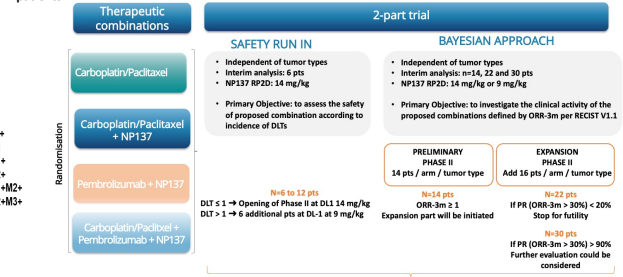 Therapeutic
combinations
2-part trial
SAFETY RUN IN
BAYESIAN APPROACH
Randomisation
Carboplatin/Paclitaxel
Carboplatin/Paclitaxel
+ NP137
Pembrolizumab + NP137
Carboplatin/Paclitxel +
Pembrolizumab + NP137
• Independent of tumor types
• Interim analysis: 6 pts
• NP137 RP2D: 14 mg/kg
• Primary Objective: to assess the safety
of proposed combination according to
incidence of DLTs
• Independent of tumor types
• Interim analysis: n=14, 22 and 30 pts
• NP137 RP2D: 14 mg/kg or 9 mg/kg
• Primary Objective: to investigate the clinical activity of the
proposed combinations defined by ORR-3m per RECIST V1.1
N=6 to 12 pts
DLT ≤ 1 → Opening of Phase II at DL1 14 mg/kg
DLT > 1 → 6 additional pts at DL-1 at 9 mg/kg
PRELIMINARY
PHASE II
14 pts / arm / tumor type
N=14 pts
ORR-3m ≥ 1
Expansion part will be initiated
EXPANSION
PHASE II
Add 16 pts / arm / tumor type
N=22 pts
If PR (ORR-3m > 30%) < 20%
Stop for futility
N=30 pts
If PR (ORR-3m > 30%) > 90%
Further evaluation could be
considered
+
+
+
+M2+
+M3+